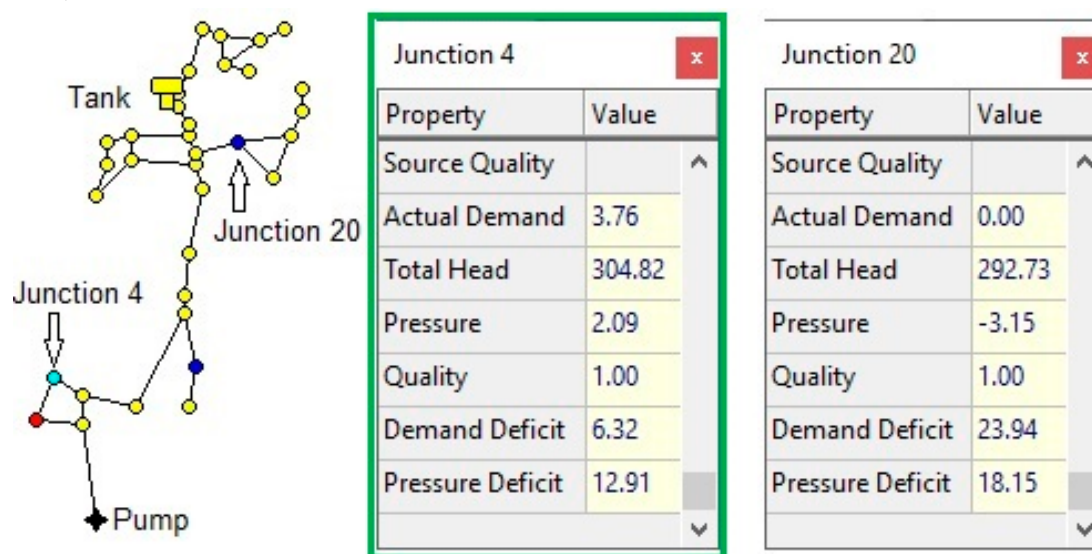 Tank
Junction 20
Junction 4
Pump
Junction 4 x
Property Value
Source Quality
Actual Demand 3.76
Total Head 304.82
Pressure 2.09
Quality 1.00
Demand Deficit 6.32
Pressure Deficit 12.91
Junction 20 x
Property Value
Source Quality
Actual Demand 0.00
Total Head 292.73
Pressure -3.15
Quality 1.00
Demand Deficit 23.94
Pressure Deficit 18.15